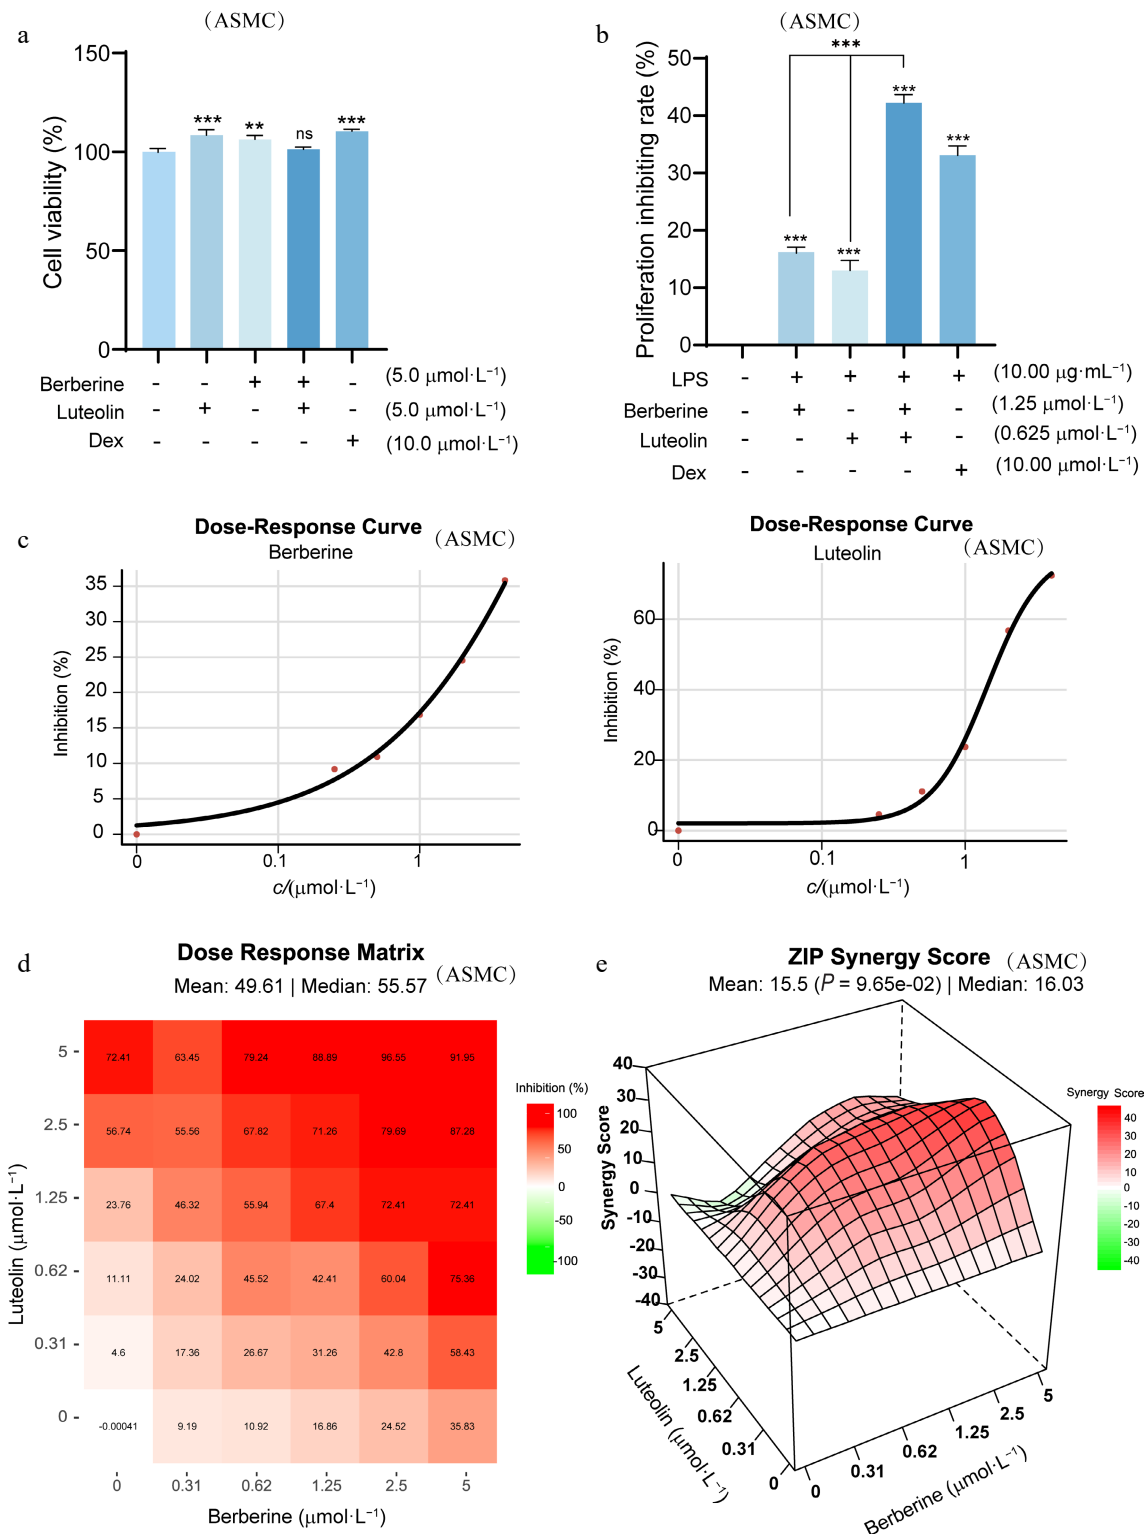 a
（ASMC）
Cell viability (%)
150
100
50
0
***
**
ns
***
Berberine - - + + - (5.0 μmol·L⁻¹)
Luteolin - + - + - (5.0 μmol·L⁻¹)
Dex - - - - + (10.0 μmol·L⁻¹)
b
（ASMC）
Proliferation inhibiting rate (%)
50
40
30
20
10
0
***
***
***
***
***
LPS - + + + + (10.00 μg·mL⁻¹)
Berberine - + - + - (1.25 μmol·L⁻¹)
Luteolin - - + + - (0.625 μmol·L⁻¹)
Dex - - - - + (10.00 μmol·L⁻¹)
c
Dose-Response Curve
Berberine
（ASMC）
Inhibition (%)
35
30
25
20
15
10
5
0
0 0.1 1
c/(μmol·L⁻¹)
Dose-Response Curve
Luteolin
（ASMC）
Inhibition (%)
60
40
20
0
0 0.1 1
c/(μmol·L⁻¹)
d
Dose Response Matrix
（ASMC）
Mean: 49.61 | Median: 55.57
Luteolin (μmol·L⁻¹)
5 72.41 63.45 79.24 88.89 96.55 91.95
2.5 56.74 55.56 67.82 71.26 79.69 87.28
1.25 23.76 46.32 55.94 67.4 72.41 72.41
0.62 11.11 24.02 45.52 42.41 60.04 75.36
0.31 4.6 17.36 26.67 31.26 42.8 58.43
0 -0.00041 9.19 10.92 16.86 24.52 35.83
0 0.31 0.62 1.25 2.5 5
Berberine (μmol·L⁻¹)
Inhibition (%)
100
50
0
-50
-100
e
ZIP Synergy Score （ASMC）
Mean: 15.5 (P = 9.65e-02) | Median: 16.03
Synergy Score
40
30
20
10
0
-10
-20
-30
-40
5
2.5
1.25
0.62
0.31
0
Luteolin (μmol·L⁻¹)
0
0.31
0.62
1.25
2.5
5
Berberine (μmol·L⁻¹)
Synergy Score
40
30
20
10
0
-10
-20
-30
-40